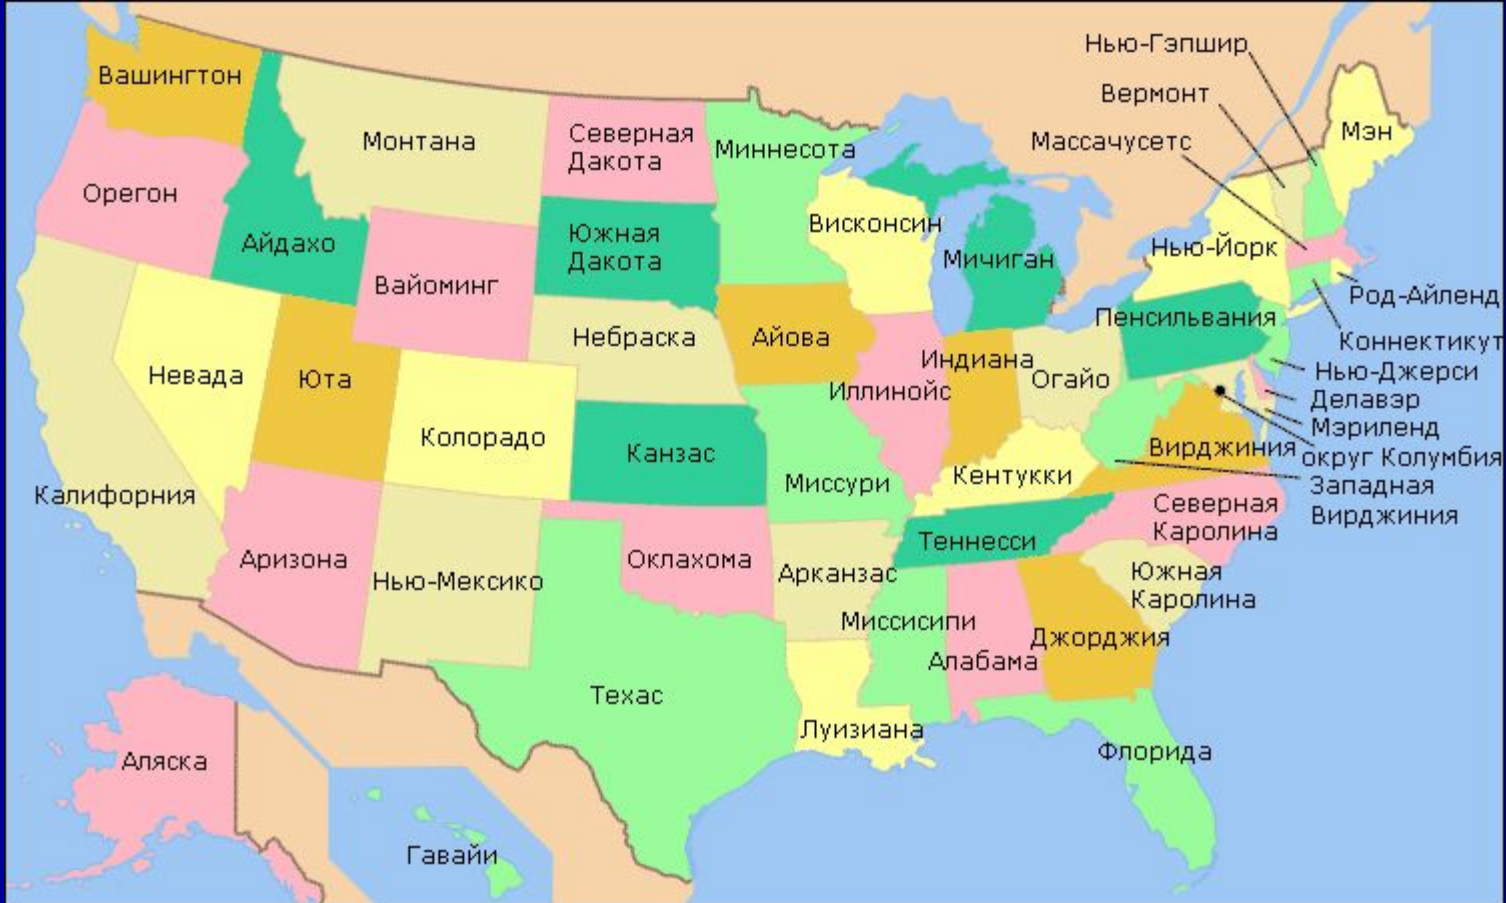 Нью-Гэпшир
Вашингтон
Вермонт
Монтана
Северная
Дакота
Миннесота
Массачусетс
Мэн
Орегон
Айдахо
Южная
Дакота
Висконсин
Мичиган
Нью-Йорк
Вайоминг
Род-Айленд
Небраска
Айова
Пенсильвания
Коннектикут
Невада
Юта
Индиана
Огайо
Нью-Джерси
Иллинойс
Делавэр
Колорадо
Мэриленд
Канзас
Вирджиния
округ Колумбия
Калифорния
Миссури
Кентукки
Западная
Вирджиния
Северная
Каролина
Теннесси
Аризона
Нью-Мексико
Оклахома
Арканзас
Южная
Каролина
Миссисипи
Джорджия
Алабама
Техас
Луизиана
Флорида
Аляска
Гавайи